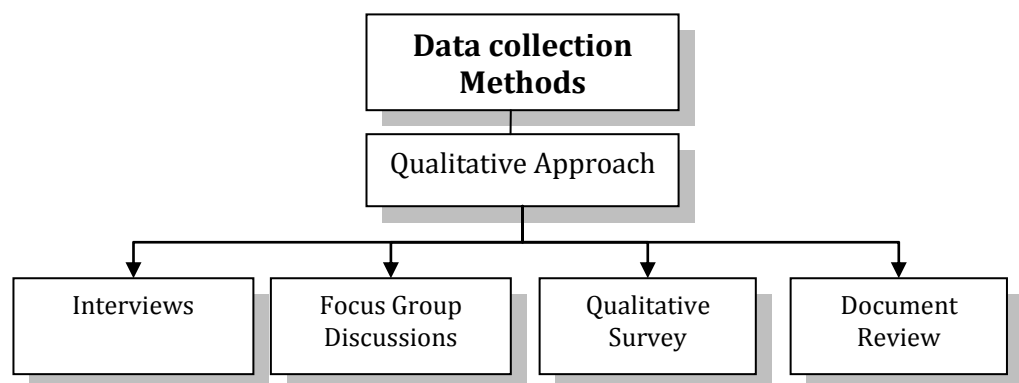 Data collection
Methods
Qualitative Approach
Interviews
Focus Group
Discussions
Qualitative
Survey
Document
Review